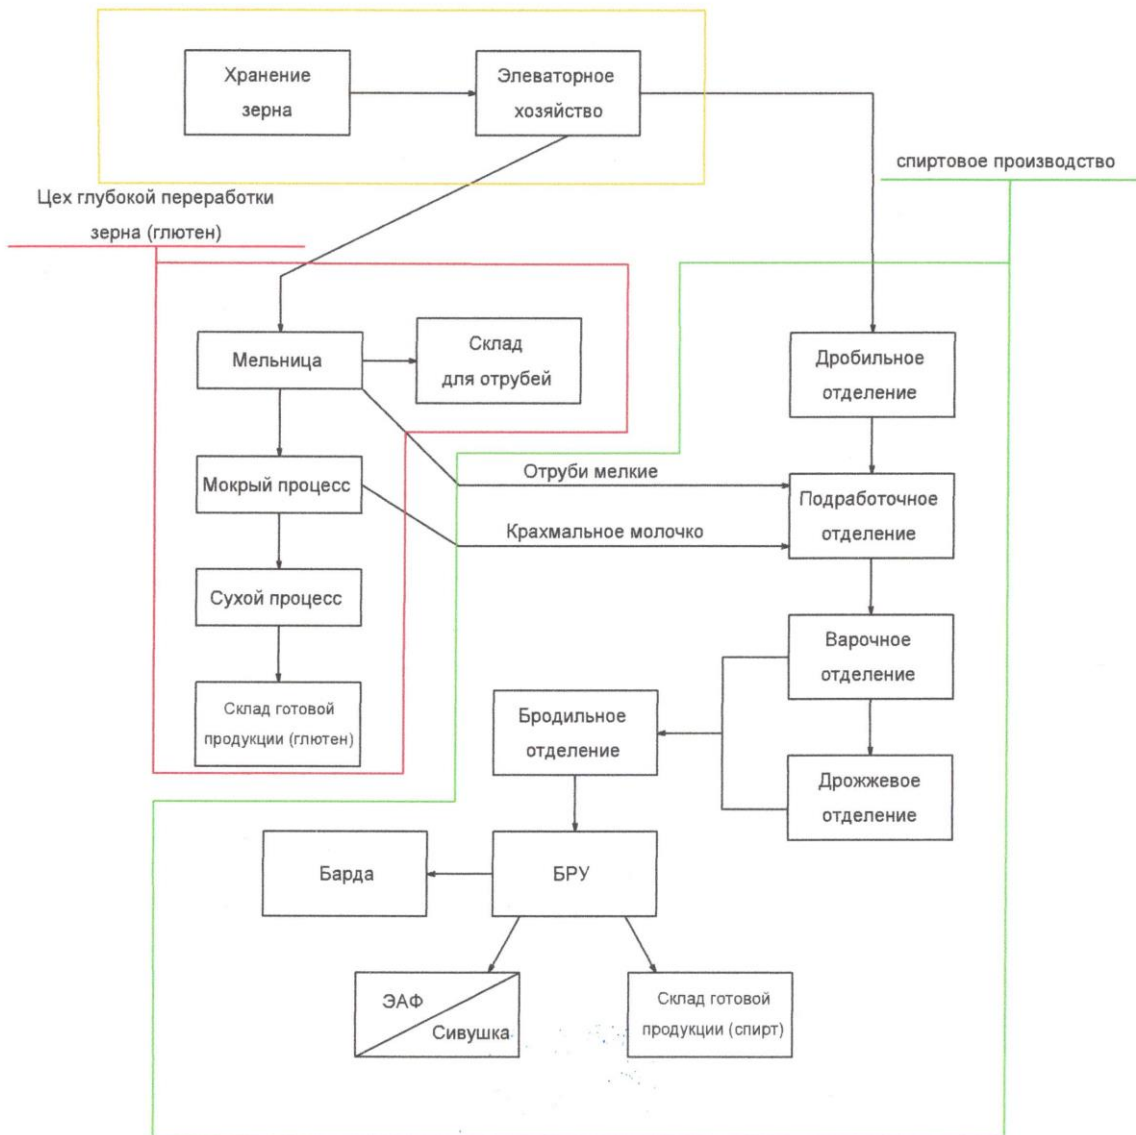 Хранение
зерна
Элеваторное
хозяйство
спиртовое производство
Цех глубокой переработки
зерна (глютен)
Мельница
Склад
для отрубей
Дробильное
отделение
Мокрый процесс
Отруби мелкие
Подработочное
отделение
Крахмальное молочко
Сухой процесс
Варочное
отделение
Склад готовой
продукции (глютен)
Бродильное
отделение
Дрожжевое
отделение
Барда
БРУ
ЭАФ
Сивушка
Склад готовой
продукции (спирт)